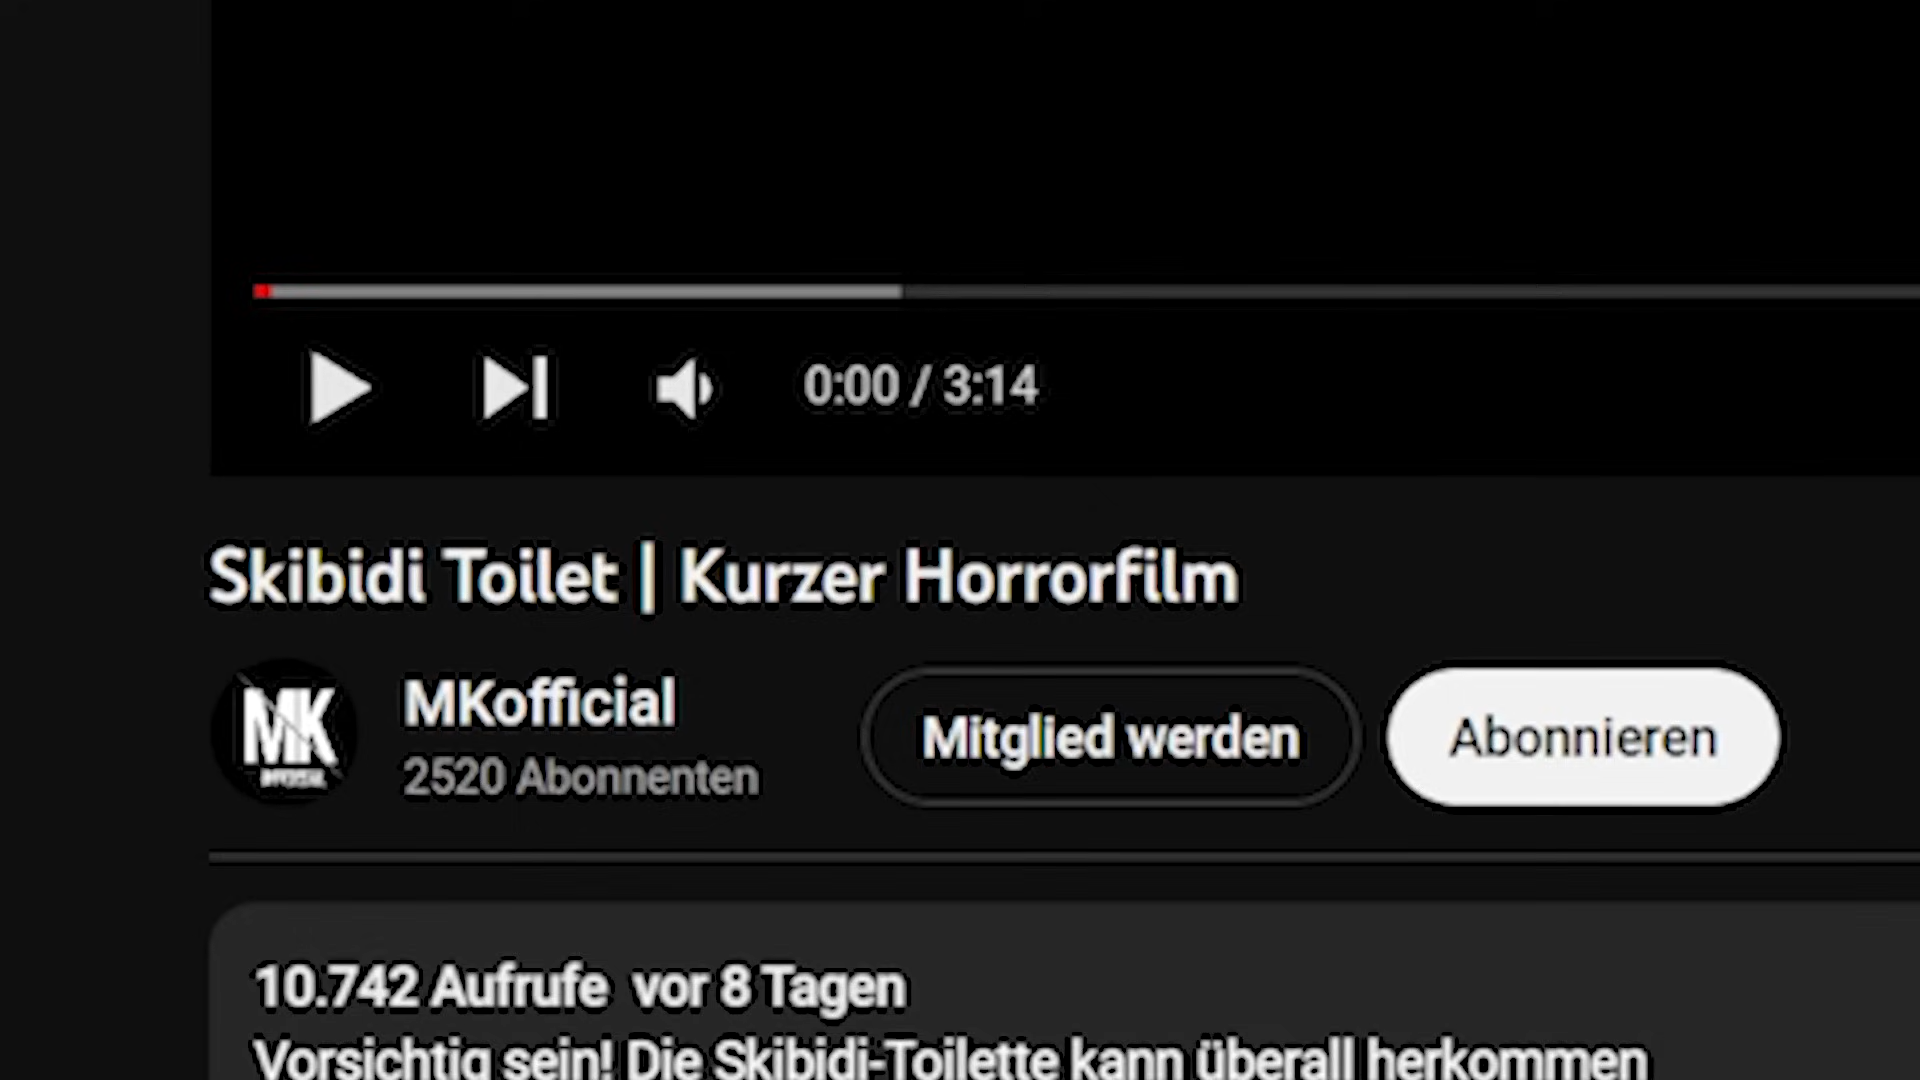 0:00 / 3:14
Skibidi Toilet | Kurzer Horrorfilm
MK
MKofficial
2520 Abonnenten
Mitglied werden
Abonnieren
10.742 Aufrufe vor 8 Tagen
Vorsichtig sein! Die Skibidi-Toilette kann überall herkommen